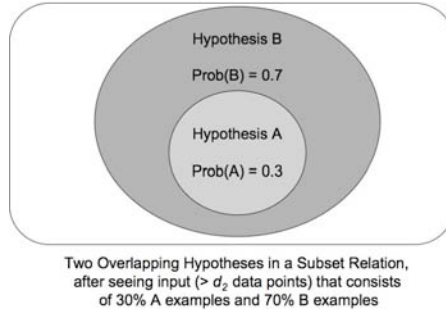 Hypothesis B
Prob(B) = 0.7
Hypothesis A
Prob(A) = 0.3
Two Overlapping Hypotheses in a Subset Relation,
after seeing input (> d₂ data points) that consists
of 30% A examples and 70% B examples